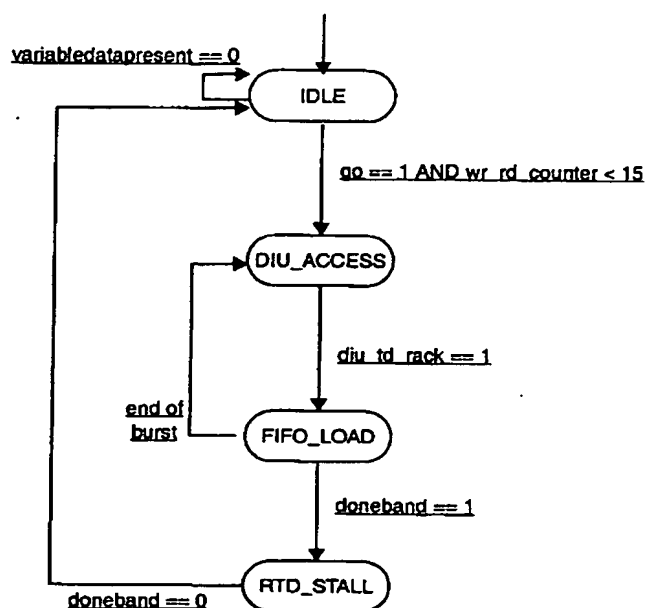 variabledatapresent == 0
IDLE
go == 1 AND wr_rd_counter < 15
DIU_ACCESS
diu_td_rack == 1
end of
burst
FIFO_LOAD
doneband == 1
RTD_STALL
doneband == 0